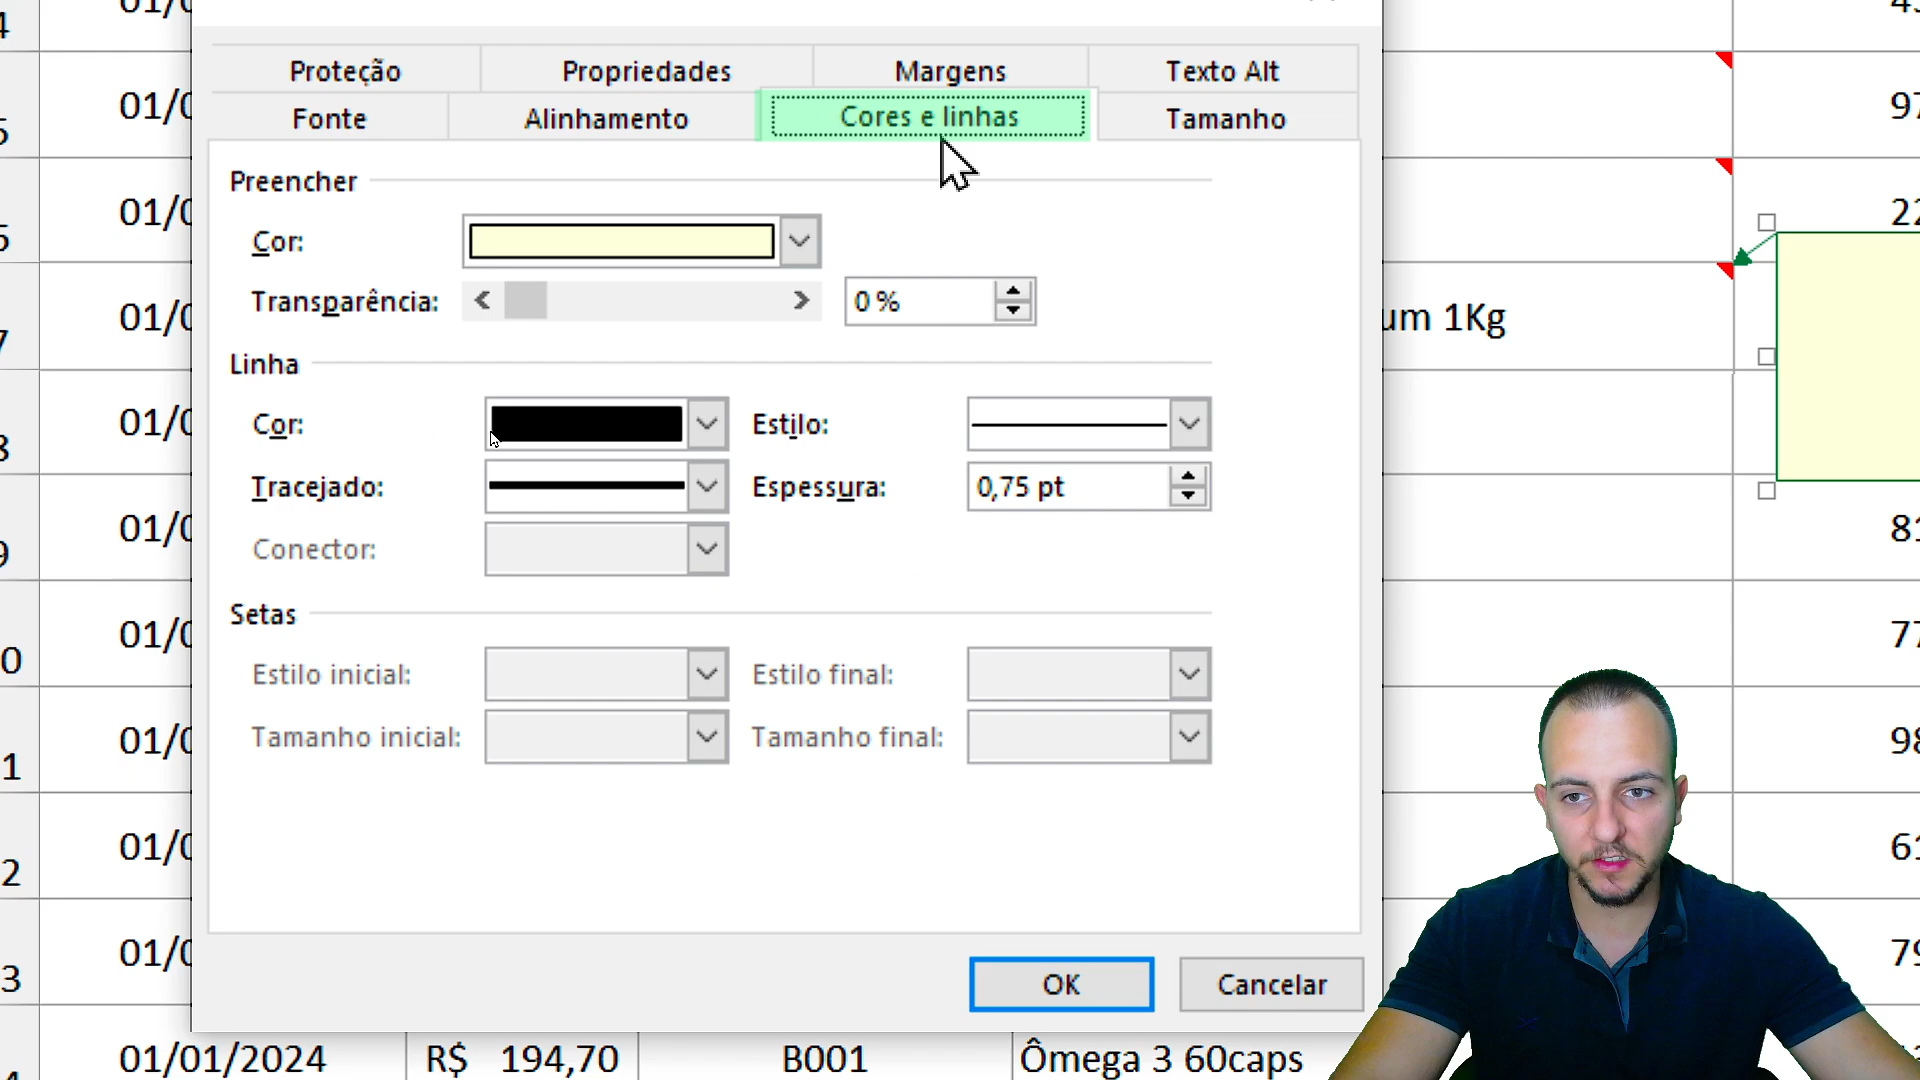 Proteção Propriedades Margens Texto Alt
Fonte Alinhamento Cores e linhas Tamanho
Preencher
Cor:
Transparência: 0 %
um 1Kg
Linha
Cor: Estilo:
Tracejado: Espessura: 0,75 pt
Conector:
Setas
Estilo inicial: Estilo final:
Tamanho inicial: Tamanho final:
OK Cancelar
01/01/2024 R$ 194,70 B001 Ômega 3 60caps